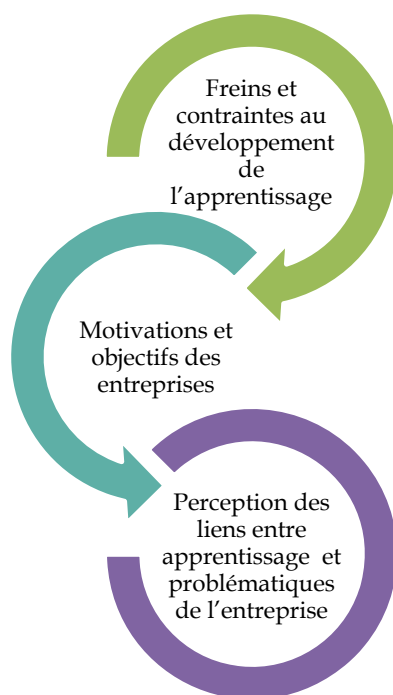 Freins et
contraintes au
développement
de
l’apprentissage
Motivations et
objectifs des
entreprises
Perception des
liens entre
apprentissage et
problématiques
de l’entreprise